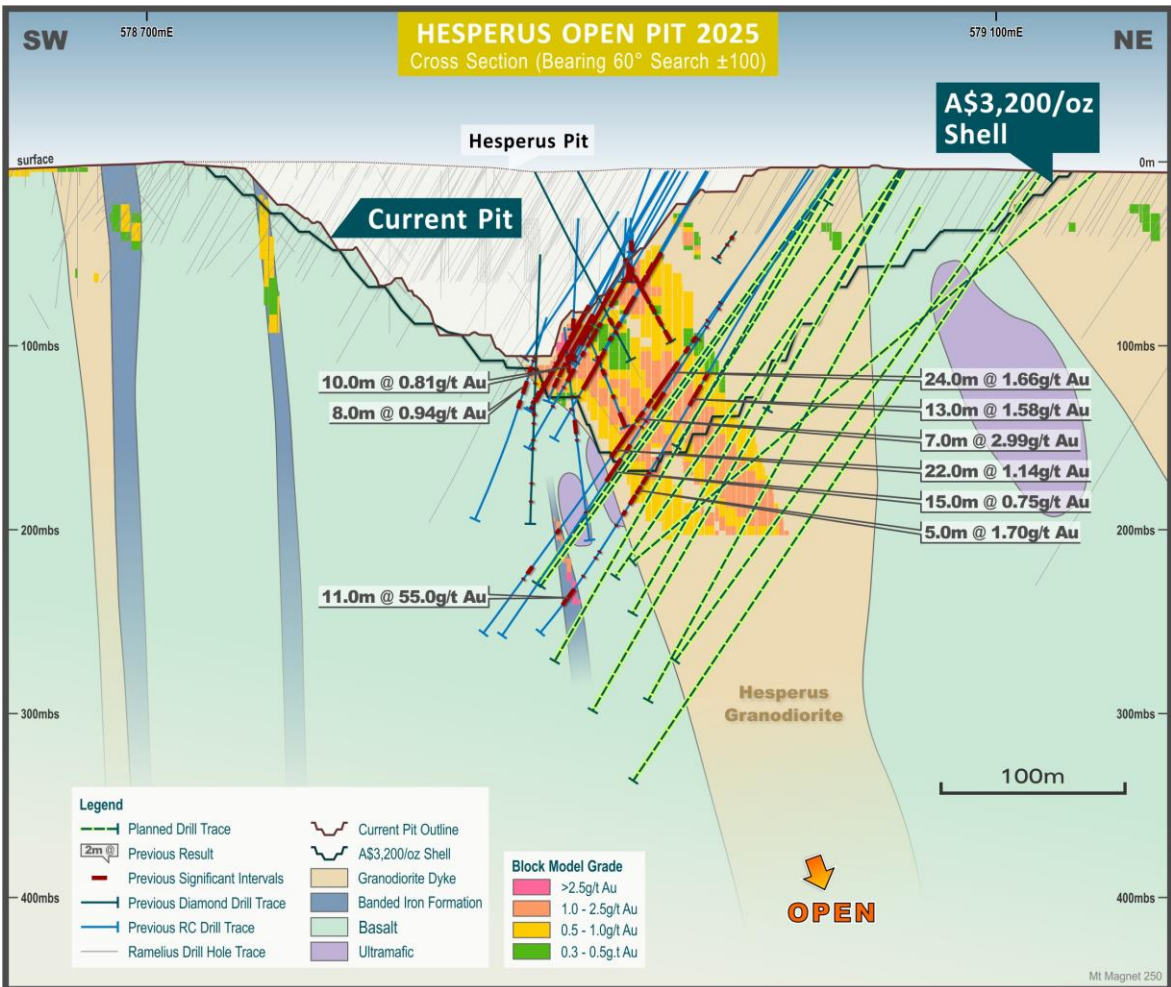 SW
578 700mE
HESPERUS OPEN PIT 2025
Cross Section (Bearing 60° Search ±100)
579 100mE
NE
A$3,200/oz
Shell
Hesperus Pit
surface
0m
Current Pit
100mbs
100mbs
10.0m @ 0.81g/t Au
8.0m @ 0.94g/t Au
24.0m @ 1.66g/t Au
13.0m @ 1.58g/t Au
7.0m @ 2.99g/t Au
22.0m @ 1.14g/t Au
15.0m @ 0.75g/t Au
5.0m @ 1.70g/t Au
200mbs
200mbs
11.0m @ 55.0g/t Au
Hesperus
Granodiorite
300mbs
300mbs
100m
Legend
Planned Drill Trace
2m @
Previous Result
Previous Significant Intervals
Previous Diamond Drill Trace
Previous RC Drill Trace
Ramelius Drill Hole Trace
Current Pit Outline
A$3,200/oz Shell
Granodiorite Dyke
Banded Iron Formation
Basalt
Ultramafic
Block Model Grade
>2.5g/t Au
1.0 - 2.5g/t Au
0.5 - 1.0g/t Au
0.3 - 0.5g.t Au
OPEN
400mbs
400mbs
Mt Magnet 250